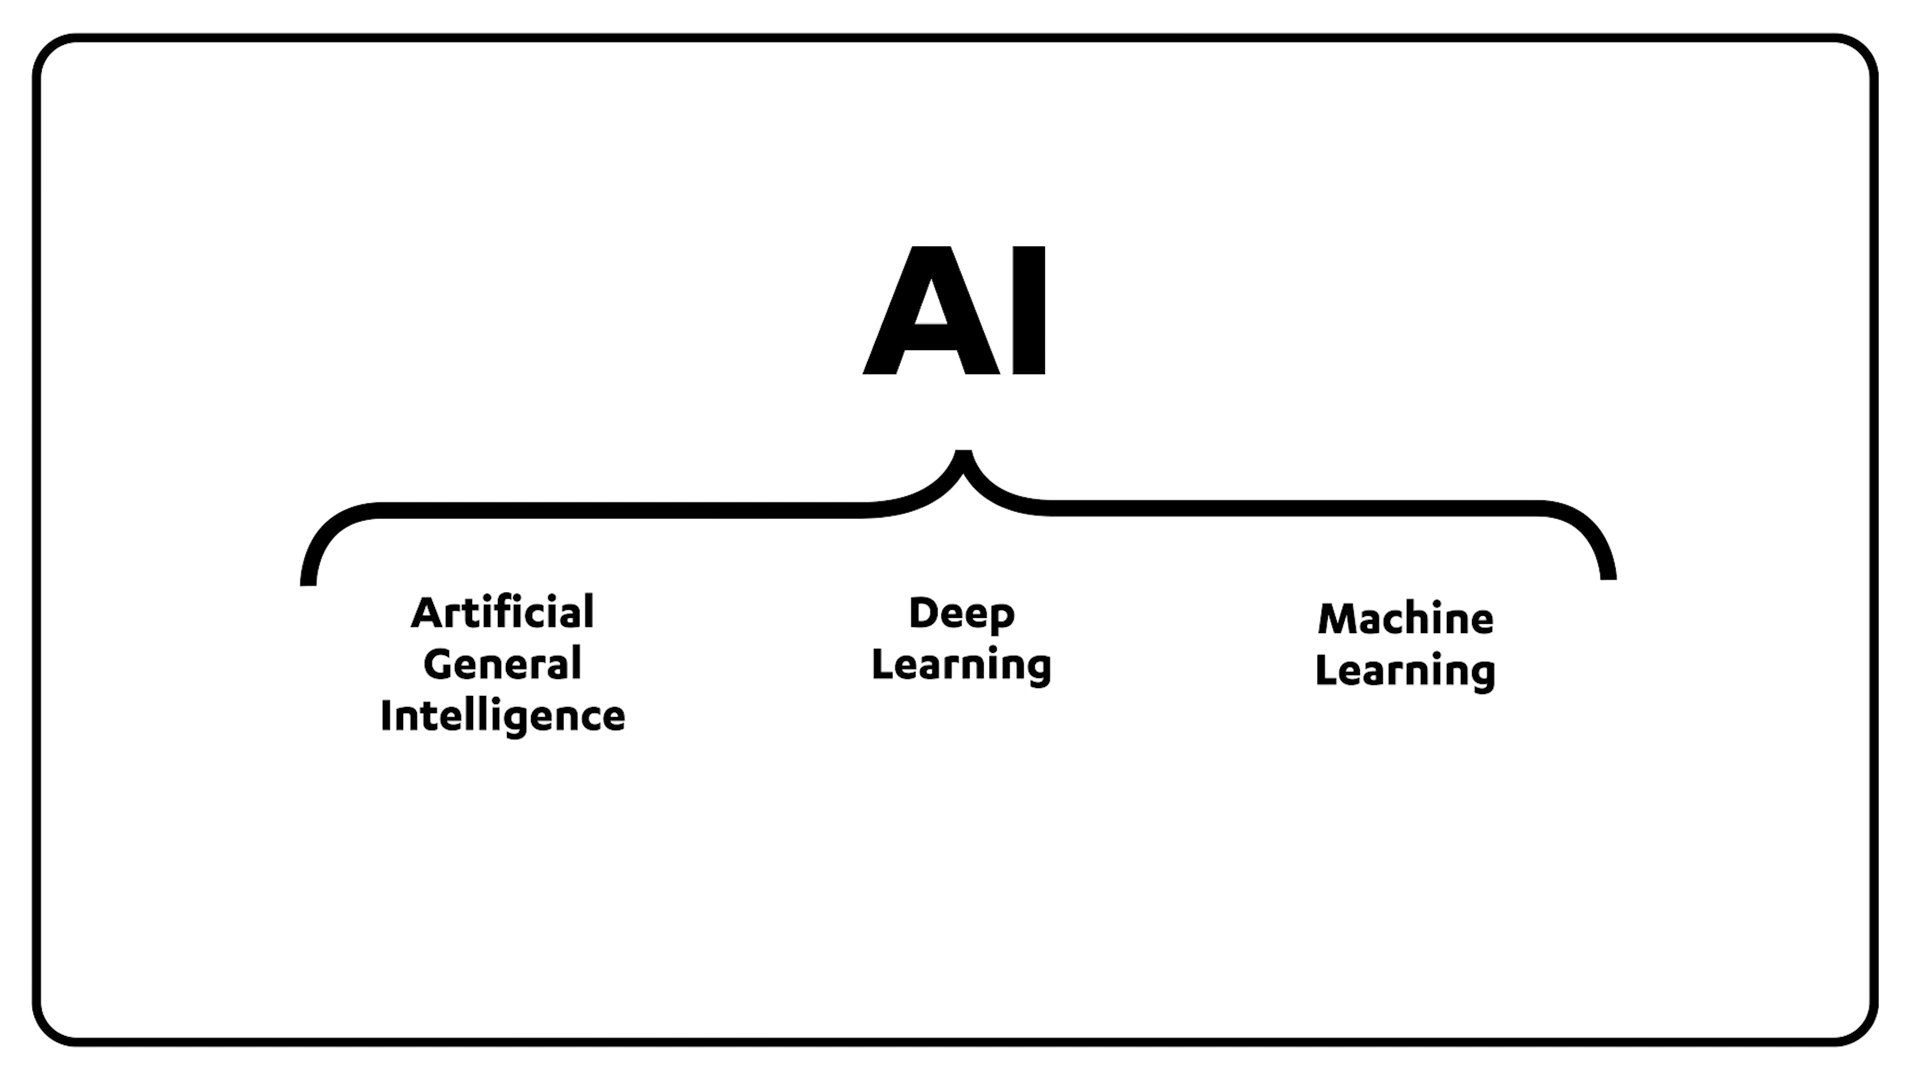 AI
Artificial
General
Intelligence
Deep
Learning
Machine
Learning